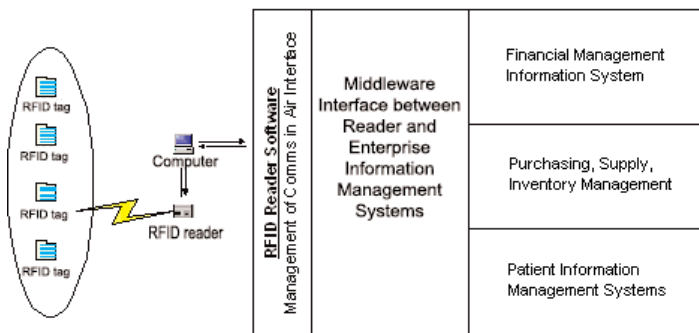 RFID tag
RFID tag
RFID tag
RFID tag
Computer
RFID reader
RFID Reader Software
Management of Comms in Air Interface
Middleware
Interface between
Reader and
Enterprise
Information
Management
Systems
Financial Management
Information System
Purchasing, Supply,
Inventory Management
Patient Information
Management Systems